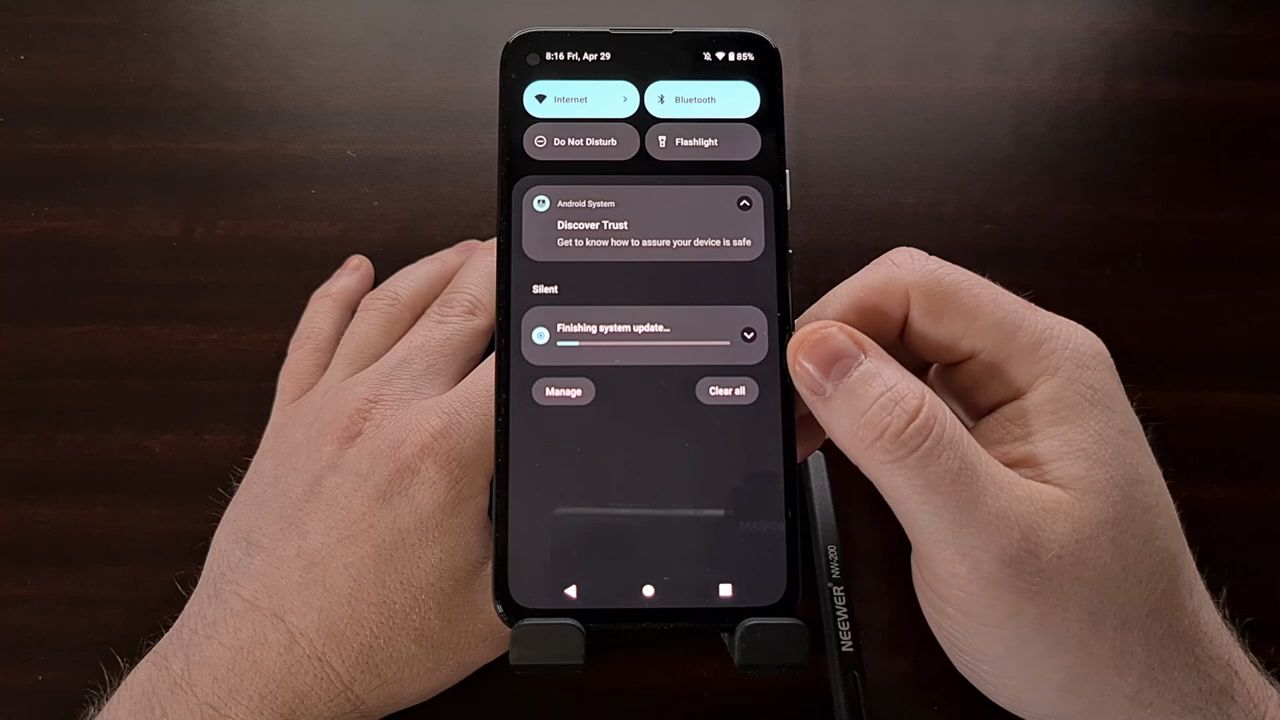 8:16 Fri, Apr 29
85%
Internet
Bluetooth
Do Not Disturb
Flashlight
Android System
Discover Trust
Get to know how to assure your device is safe
Silent
Finishing system update...
Manage
Clear all
NEEWER NW-200